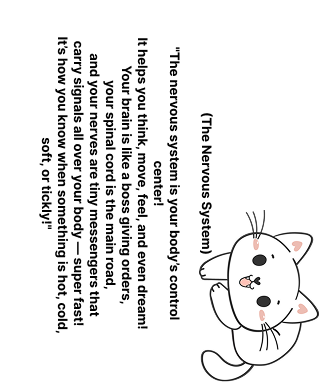 (The Nervous System)
"The nervous system is your body's control
center!
It helps you think, move, feel, and even dream!
Your brain is like a boss giving orders,
your spinal cord is the main road,
and your nerves are tiny messengers that
carry signals all over your body — super fast!
It's how you know when something is hot, cold,
soft, or tickly!"